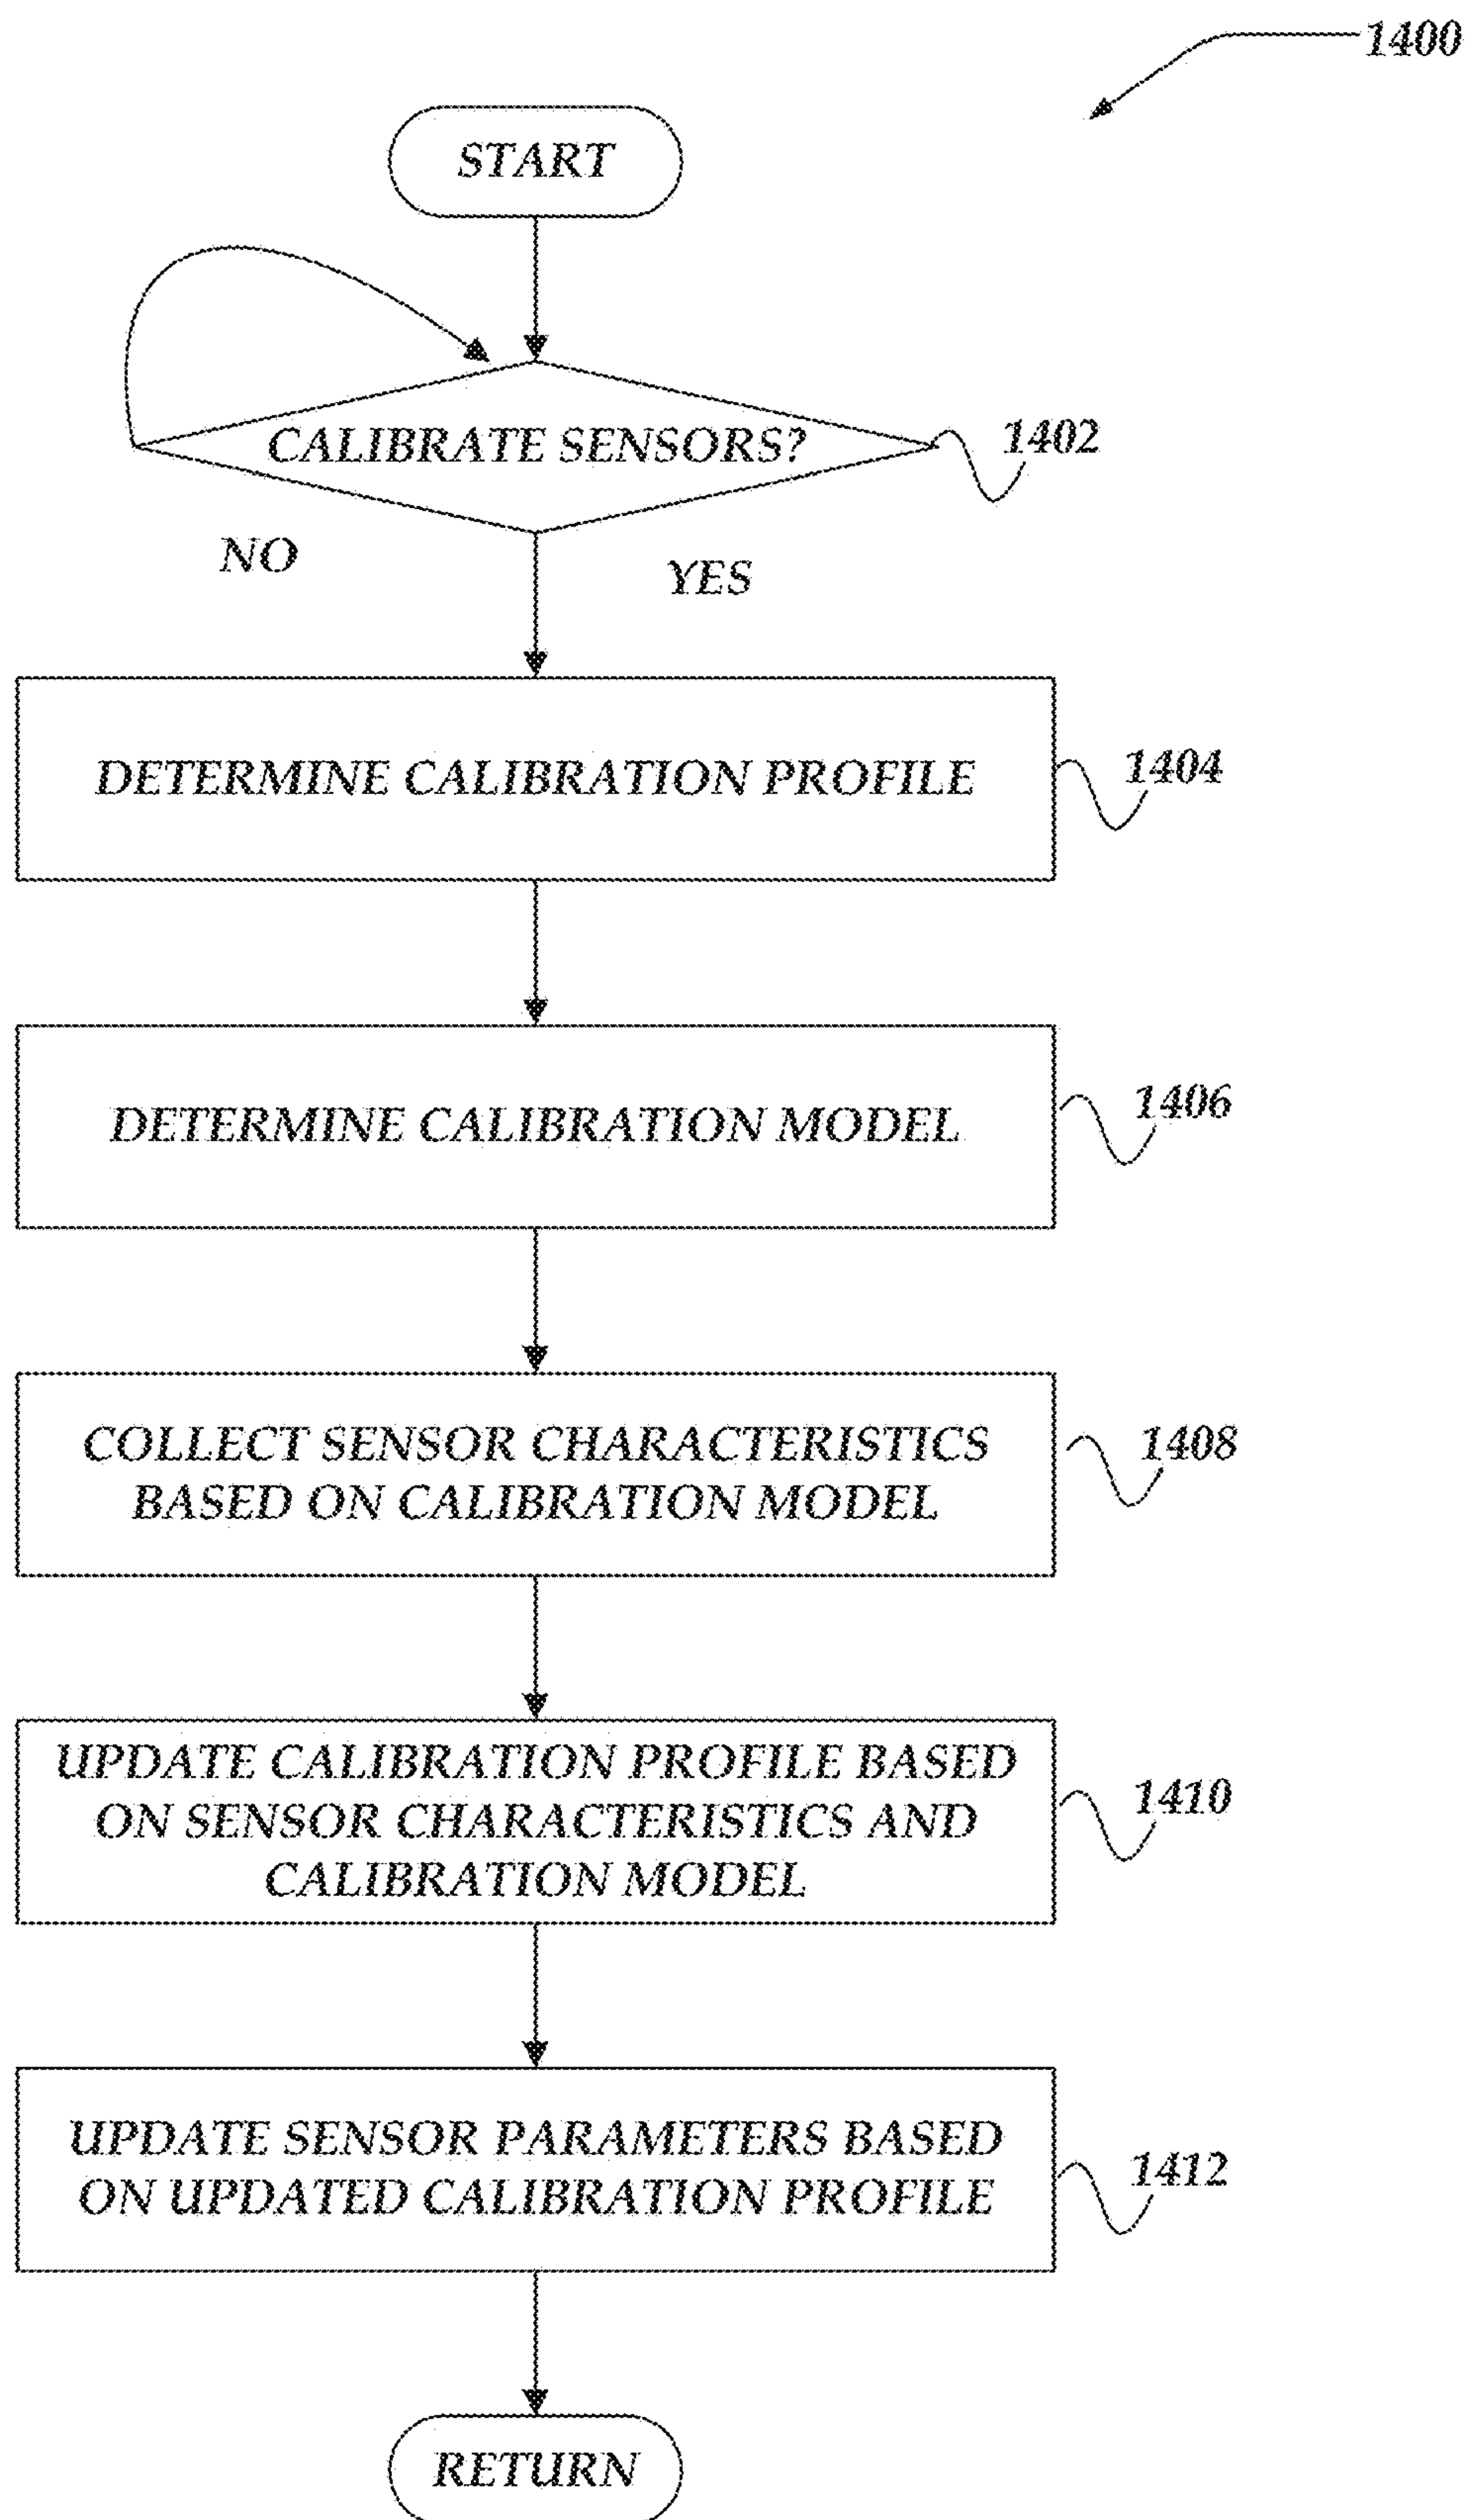 1400
START
CALIBRATE SENSORS?
1402
NO
YES
DETERMINE CALIBRATION PROFILE
1404
DETERMINE CALIBRATION MODEL
1406
COLLECT SENSOR CHARACTERISTICS
BASED ON CALIBRATION MODEL
1408
UPDATE CALIBRATION PROFILE BASED
ON SENSOR CHARACTERISTICS AND
CALIBRATION MODEL
1410
UPDATE SENSOR PARAMETERS BASED
ON UPDATED CALIBRATION PROFILE
1412
RETURN